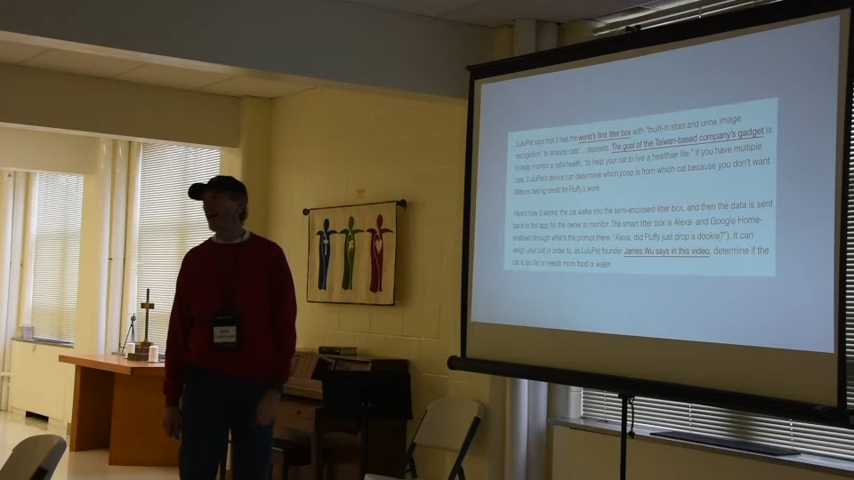 LuluPet says that it has the world's first litter box with "built-in stool and urine image
recognition" to analyze cats'... deposits. The goal of the Taiwan-based company's gadget is
to help monitor a cat's health, "to help your cat to live a healthier life." If you have multiple
cats, LuluPet's device can determine which poop is from which cat because you don't want
Mittens taking credit for Fluffy's work.
Here's how it works: the cat walks into the semi-enclosed litter box, and then the data is sent
back to the app for the owner to monitor. The smart litter box is Alexa- and Google Home-
enabled (though what's the prompt there: "Alexa, did Fluffy just drop a dookie?"). It can
weigh your cat in order to, as LuluPet founder James Wu says in this video, determine if the
cat is too fat or needs more food or water.